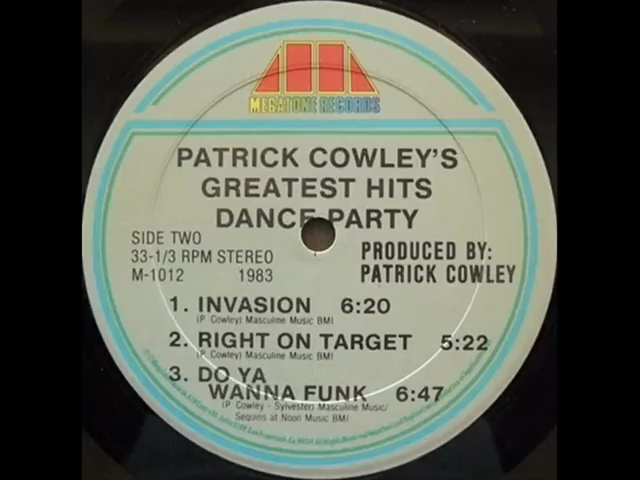 MEGATONE RECORDS
PATRICK COWLEY'S
GREATEST HITS
DANCE PARTY
SIDE TWO
33-1/3 RPM STEREO
M-1012 1983
PRODUCED BY:
PATRICK COWLEY
1. INVASION 6:20
(P. Cowley) Masculine Music BMI
2. RIGHT ON TARGET 5:22
(P. Cowley) Masculine Music BMI
3. DO YA
WANNA FUNK 6:47
(P. Cowley - Sylvester) Masculine Music/
Sequins at Noon Music BMI